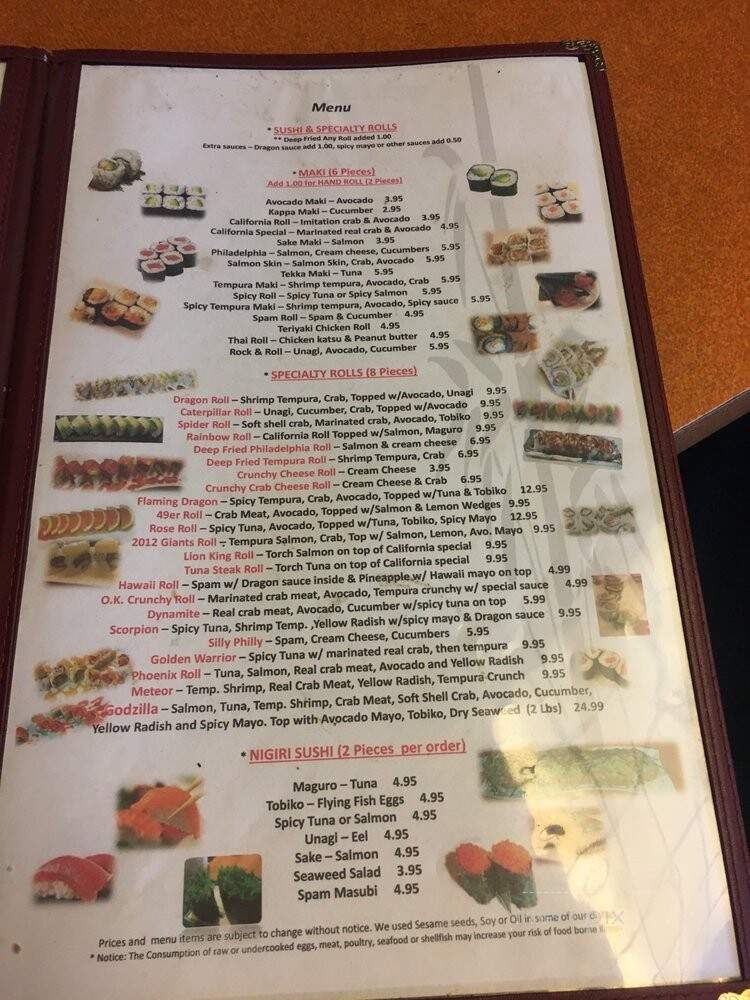 Menu
* SUSHI & SPECIALTY ROLLS
** Deep Fried Any Roll added 1.00
Extra sauces – Dragon sauce add 1.00, spicy mayo or other sauces add 0.50
* MAKI (6 Pieces)
Add 1.00 for HAND ROLL (2 Pieces)
Avocado Maki – Avocado 3.95
Kappa Maki – Cucumber 2.95
California Roll – Imitation crab & Avocado 3.95
California Special – Marinated real crab & Avocado 4.95
Sake Maki – Salmon 3.95
Philadelphia – Salmon, Cream cheese, Cucumbers 5.95
Salmon Skin – Salmon Skin, Crab, Avocado 5.95
Tekka Maki – Tuna 5.95
Tempura Maki – Shrimp tempura, Avocado, Crab 5.95
Spicy Roll – Spicy Tuna or Spicy Salmon 5.95
Spicy Tempura Maki – Shrimp tempura, Avocado, Spicy sauce 5.95
Spam Roll – Spam & Cucumber 4.95
Teriyaki Chicken Roll 4.95
Thai Roll – Chicken katsu & Peanut butter 4.95
Rock & Roll – Unagi, Avocado, Cucumber 5.95
* SPECIALTY ROLLS (8 Pieces)
Dragon Roll – Shrimp Tempura, Crab, Topped w/Avocado, Unagi 9.95
Caterpillar Roll – Unagi, Cucumber, Crab, Topped w/Avocado 9.95
Spider Roll – Soft shell crab, Marinated crab, Avocado, Tobiko 9.95
Rainbow Roll – California Roll Topped w/Salmon, Maguro 9.95
Deep Fried Philadelphia Roll – Salmon & cream cheese 6.95
Deep Fried Tempura Roll – Shrimp Tempura, Crab 6.95
Crunchy Cheese Roll – Cream Cheese 3.95
Crunchy Crab Cheese Roll – Cream Cheese & Crab 6.95
Flaming Dragon – Spicy Tempura, Crab, Avocado, Topped w/Tuna & Tobiko 12.95
49er Roll – Crab Meat, Avocado, Topped w/Salmon & Lemon Wedges 9.95
Rose Roll – Spicy Tuna, Avocado, Topped w/Tuna, Tobiko, Spicy Mayo 12.95
2012 Giants Roll – Tempura Salmon, Crab, Top w/ Salmon, Lemon, Avo. Mayo 9.95
Lion King Roll – Torch Salmon on top of California special 9.95
Tuna Steak Roll – Torch Tuna on top of California special 9.95
Hawaii Roll – Spam w/ Dragon sauce inside & Pineapple w/ Hawaii mayo on top 4.99
O.K. Crunchy Roll – Marinated crab meat, Avocado, Tempura crunchy w/ special sauce 4.99
Dynamite – Real crab meat, Avocado, Cucumber w/spicy tuna on top 5.99
Scorpion – Spicy Tuna, Shrimp Temp. ,Yellow Radish w/spicy mayo & Dragon sauce 9.95
Silly Philly – Spam, Cream Cheese, Cucumbers 5.95
Golden Warrior – Spicy Tuna w/ marinated real crab, then tempura 9.95
Phoenix Roll – Tuna, Salmon, Real crab meat, Avocado and Yellow Radish 9.95
Meteor – Temp. Shrimp, Real Crab Meat, Yellow Radish, Tempura Crunch 9.95
Godzilla – Salmon, Tuna, Temp. Shrimp, Crab Meat, Soft Shell Crab, Avocado, Cucumber,
Yellow Radish and Spicy Mayo. Top with Avocado Mayo, Tobiko, Dry Seaweed (2 Lbs) 24.99
* NIGIRI SUSHI (2 Pieces per order)
Maguro – Tuna 4.95
Tobiko – Flying Fish Eggs 4.95
Spicy Tuna or Salmon 4.95
Unagi – Eel 4.95
Sake – Salmon 4.95
Seaweed Salad 3.95
Spam Masubi 4.95
Prices and menu items are subject to change without notice. We used Sesame seeds, Soy or Oil in some of our
* Notice: The Consumption of raw or undercooked eggs, meat, poultry, seafood or shellfish may increase your risk of food borne